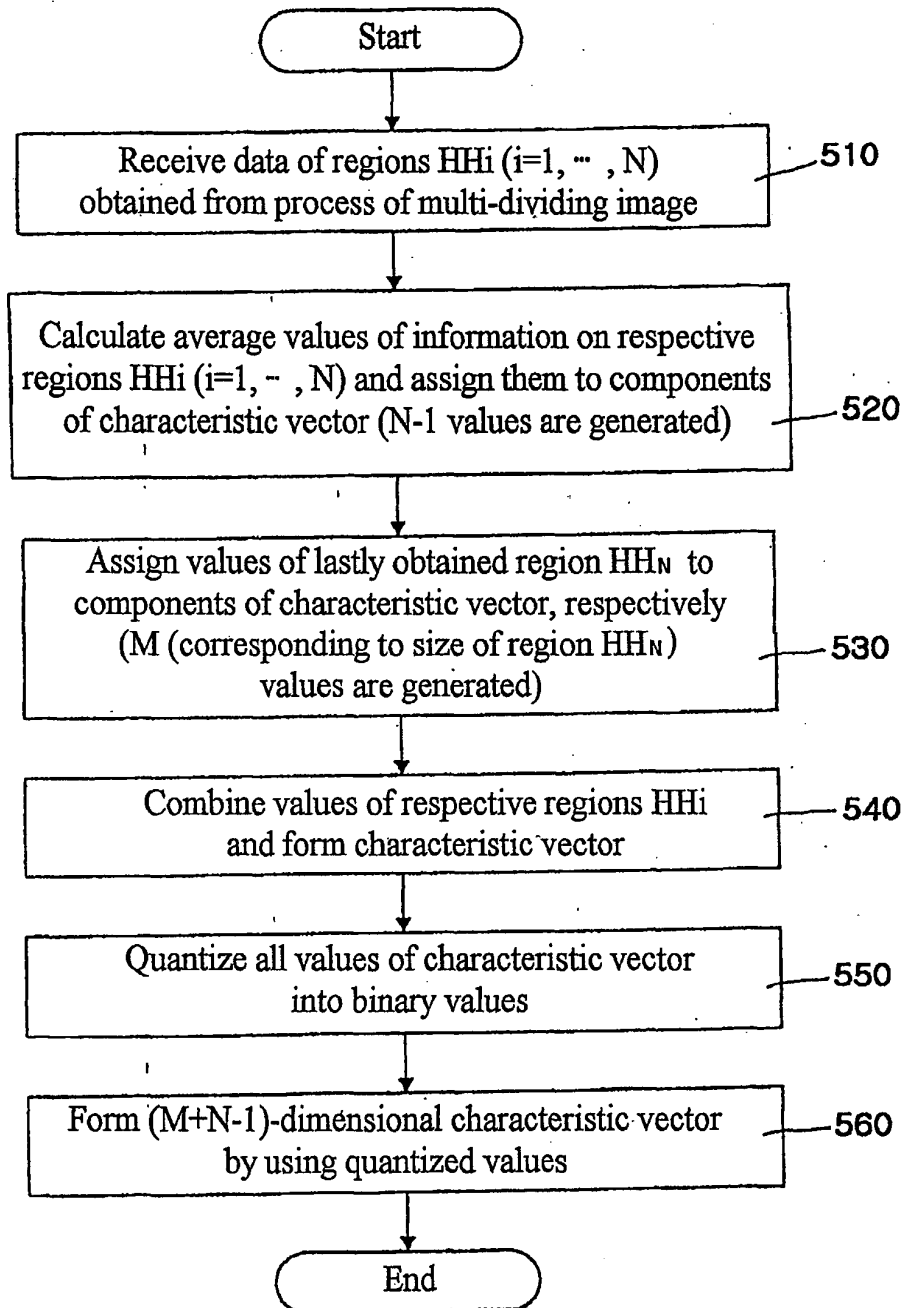 Start
Receive data of regions HHi (i=1, ··· , N)
obtained from process of multi-dividing image
510
Calculate average values of information on respective
regions HHi (i=1, ·· , N) and assign them to components
of characteristic vector (N-1 values are generated)
520
Assign values of lastly obtained region HHN to
components of characteristic vector, respectively
(M (corresponding to size of region HHN)
values are generated)
530
Combine values of respective regions HHi
and form characteristic vector
540
Quantize all values of characteristic vector
into binary values
550
Form (M+N-1)-dimensional characteristic vector
by using quantized values
560
End